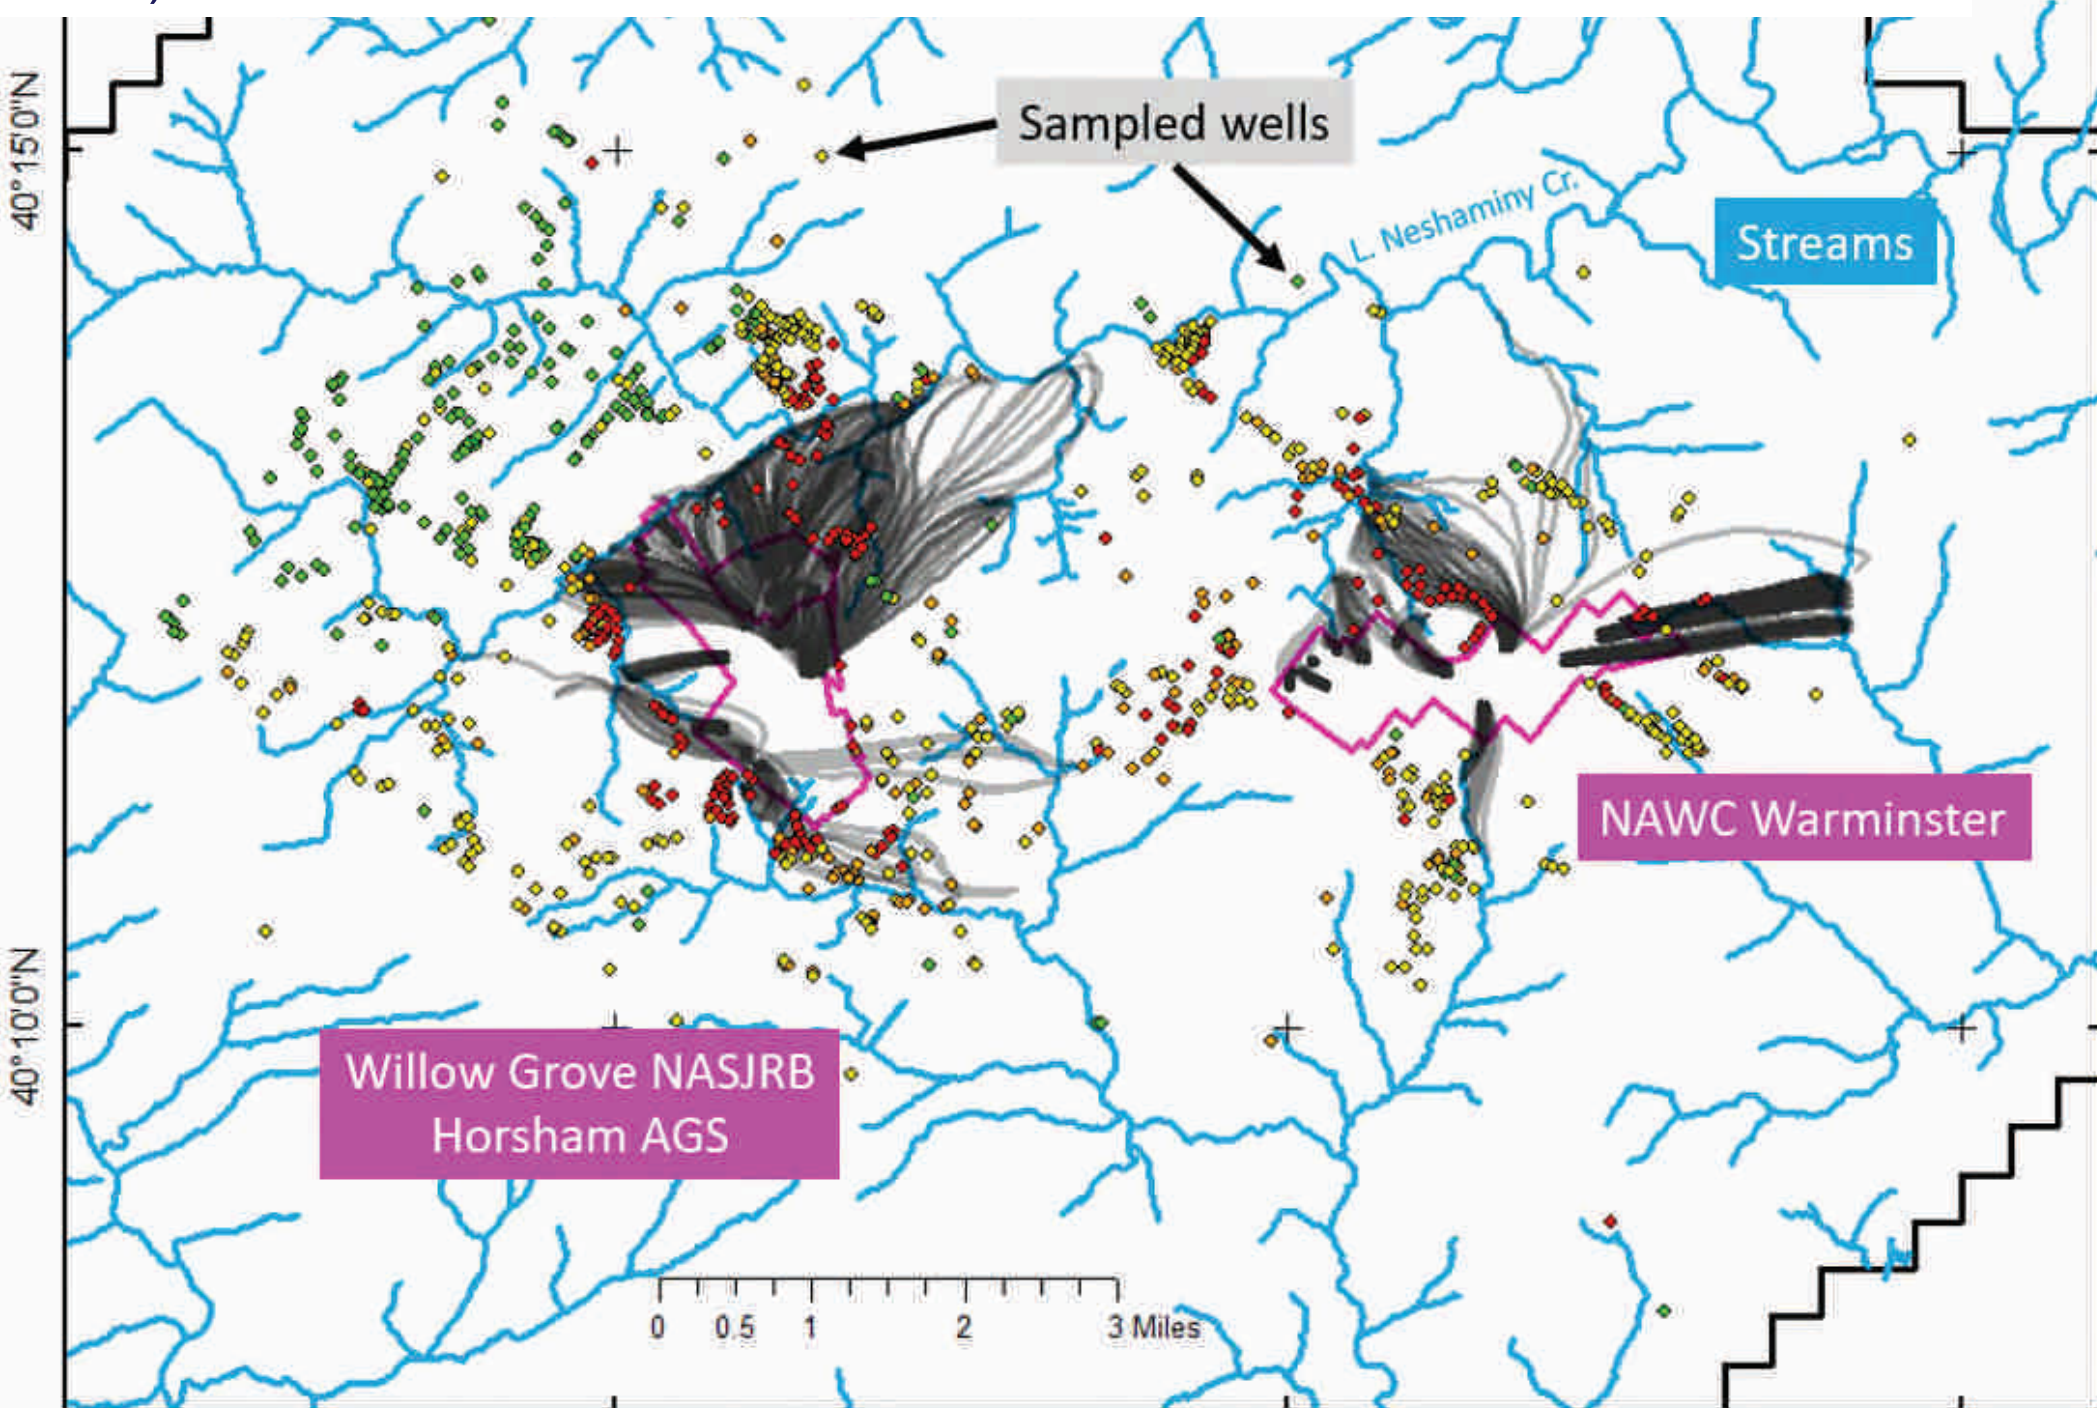 40°15'0"N
Sampled wells
L. Neshaminy Cr.
Streams
NAWC Warminster
40°10'0"N
Willow Grove NASJRB
Horsham AGS
0 0.5 1 2 3 Miles